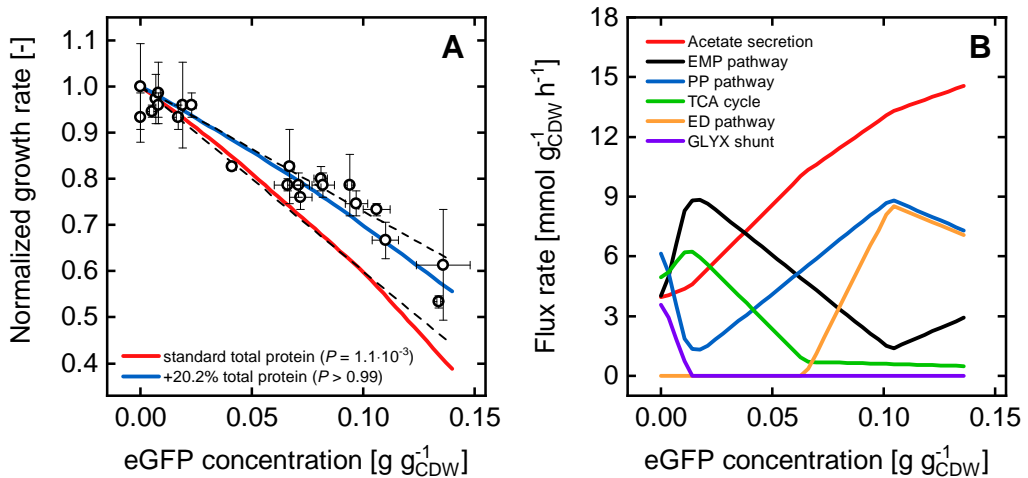 A
Normalized growth rate [-]
1.1
1.0
0.9
0.8
0.7
0.6
0.5
0.4
standard total protein (P = 1.1·10⁻³)
+20.2% total protein (P > 0.99)
0.00 0.05 0.10 0.15
eGFP concentration [g g⁻¹CDW]
B
Flux rate [mmol g⁻¹CDW h⁻¹]
18
15
12
9
6
3
0
Acetate secretion
EMP pathway
PP pathway
TCA cycle
ED pathway
GLYX shunt
0.00 0.05 0.10 0.15
eGFP concentration [g g⁻¹CDW]